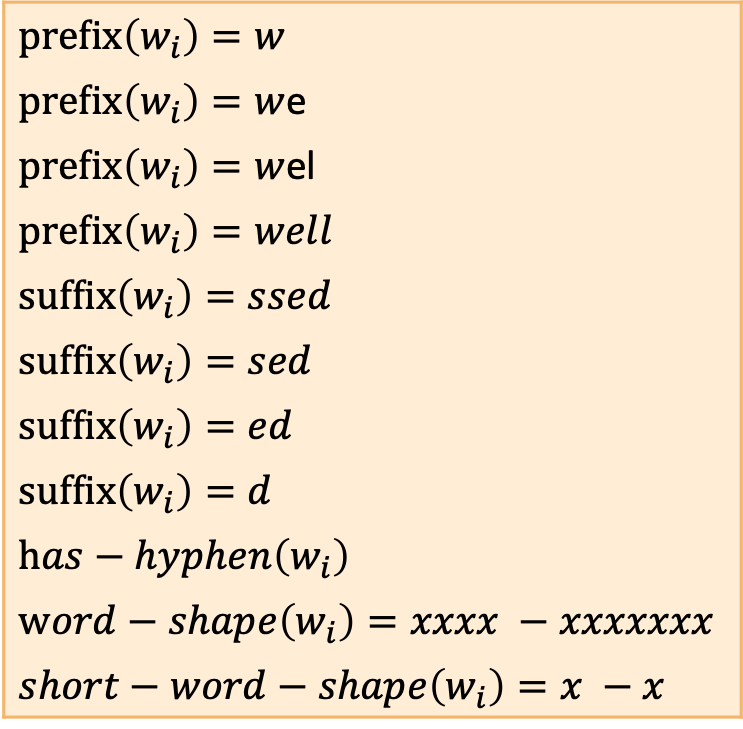 prefix(wᵢ) = w
prefix(wᵢ) = we
prefix(wᵢ) = wel
prefix(wᵢ) = well
suffix(wᵢ) = ssed
suffix(wᵢ) = sed
suffix(wᵢ) = ed
suffix(wᵢ) = d
has − hyphen(wᵢ)
word − shape(wᵢ) = xxxx − xxxxxxx
short − word − shape(wᵢ) = x − x